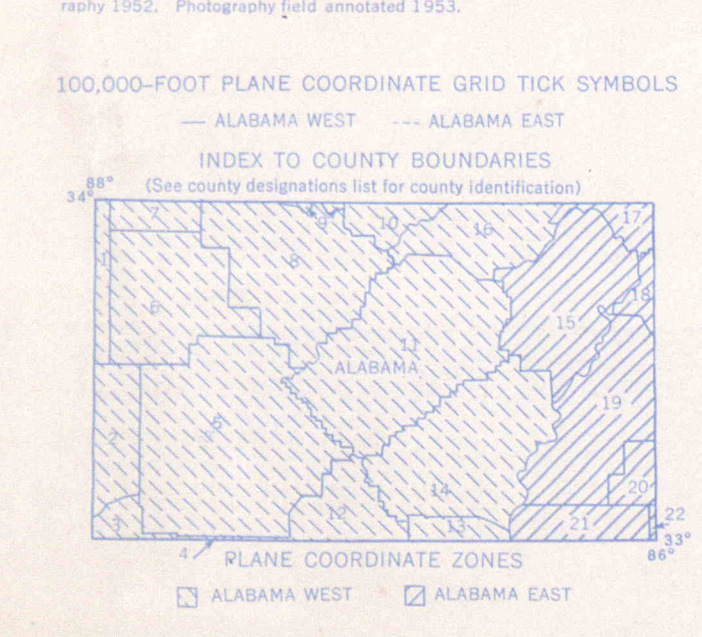 raphy 1952. Photography field annotated 1953.
100,000–FOOT PLANE COORDINATE GRID TICK SYMBOLS
— ALABAMA WEST --- ALABAMA EAST
INDEX TO COUNTY BOUNDARIES
88°
(See county designations list for county identification)
34°
7 9 10 16 17
1 8
18
6 15
11
ALABAMA
19
2 5
14 20
3 12 13 21 22
33°
4
PLANE COORDINATE ZONES
86°
ALABAMA WEST ALABAMA EAST